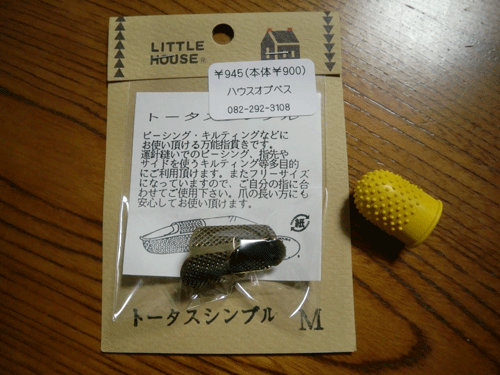 LITTLE
HOUSE®
¥945(本体¥900)
ハウスオブベス
082-292-3108
トータスシンプル
ピーシング・キルティングなどに
お使い頂ける万能指貫きです。
運針縫いでのピーシング、指先や
サイドを使うキルティング等多目的
にご利用頂けます。またフリーサイズ
になっていますので、ご自分の指に合
わせてご使用下さい。爪の長い方にも
安心してお使い頂けます。
紙
トータスシンプル M